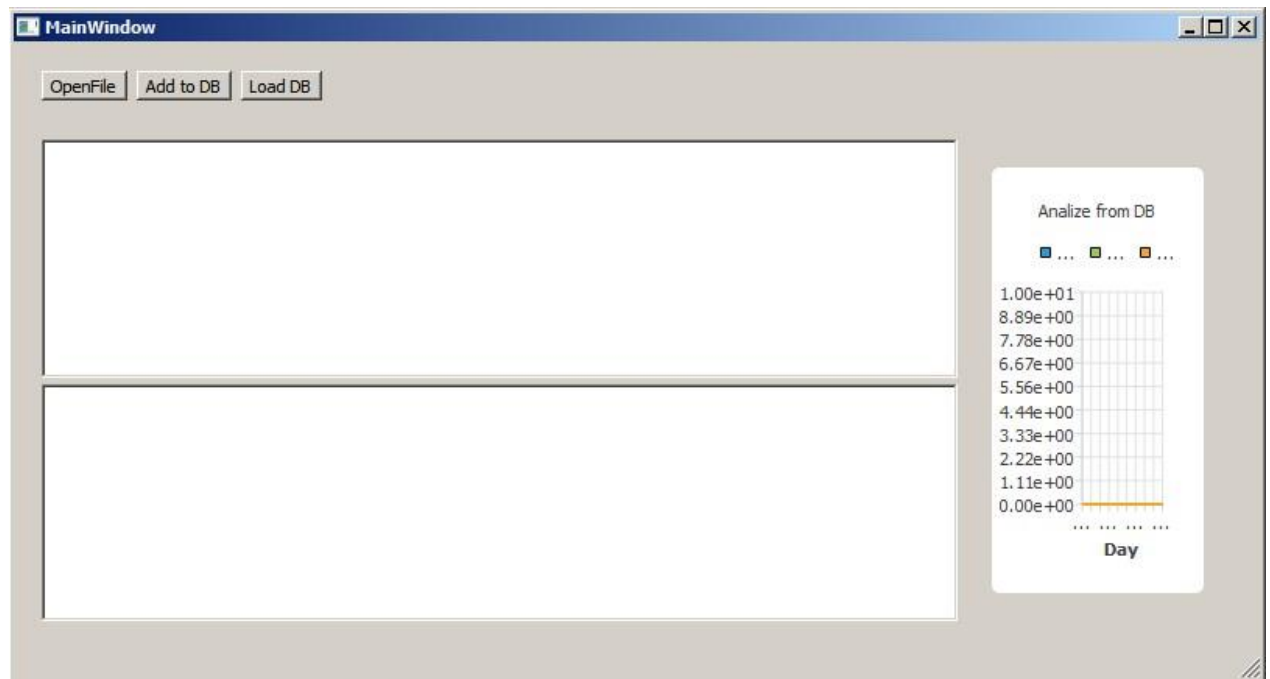 MainWindow
OpenFile Add to DB Load DB
Analize from DB
... ... ...
1.00e+01
8.89e+00
7.78e+00
6.67e+00
5.56e+00
4.44e+00
3.33e+00
2.22e+00
1.11e+00
0.00e+00
... ... ... ...
Day